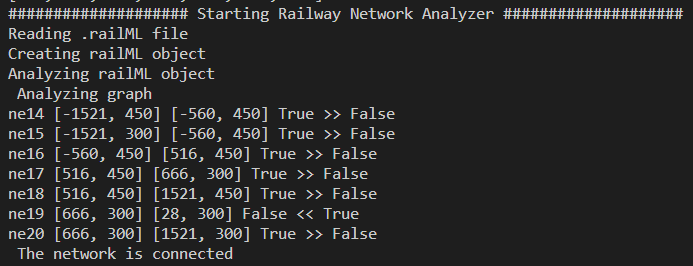 #################### Starting Railway Network Analyzer ####################
Reading .railML file
Creating railML object
Analyzing railML object
 Analyzing graph
ne14 [-1521, 450] [-560, 450] True >> False
ne15 [-1521, 300] [-560, 450] True >> False
ne16 [-560, 450] [516, 450] True >> False
ne17 [516, 450] [666, 300] True >> False
ne18 [516, 450] [1521, 450] True >> False
ne19 [666, 300] [28, 300] False << True
ne20 [666, 300] [1521, 300] True >> False
 The network is connected